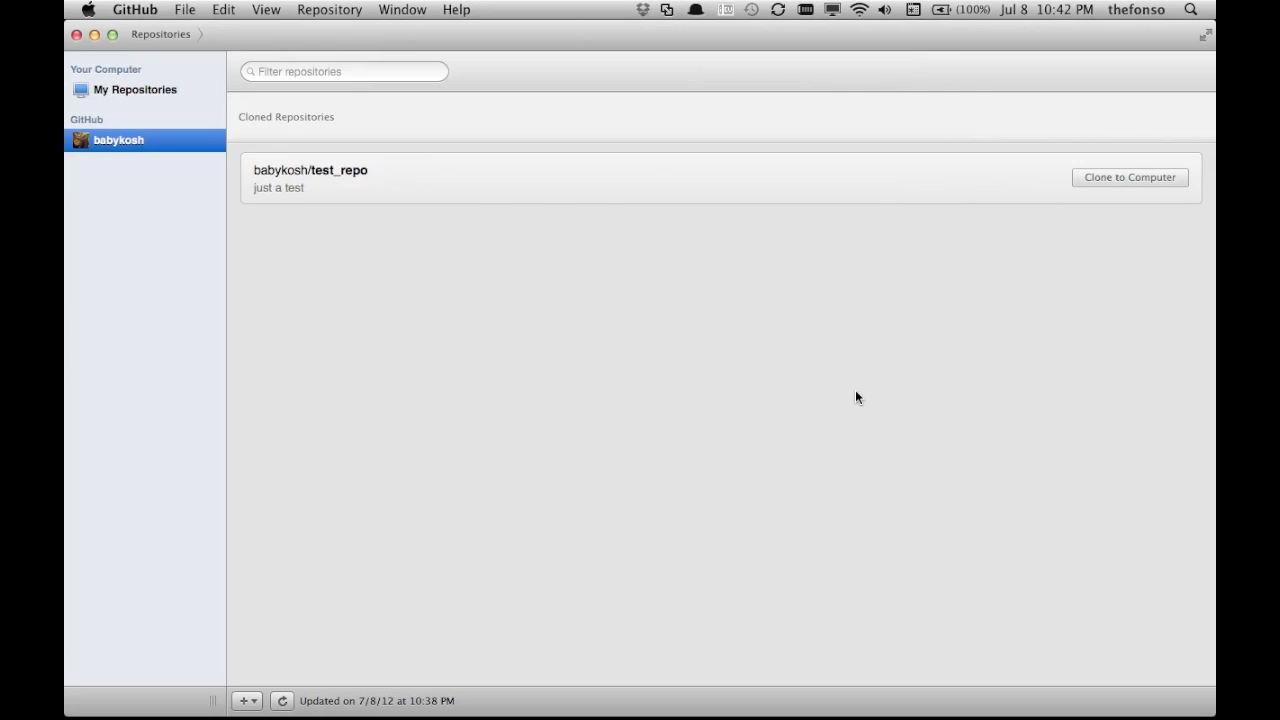 GitHub File Edit View Repository Window Help (100%) Jul 8 10:42 PM thefonso
Repositories
Your Computer
My Repositories
GitHub
babykosh
Filter repositories
Cloned Repositories
babykosh/test_repo
just a test
Clone to Computer
Updated on 7/8/12 at 10:38 PM